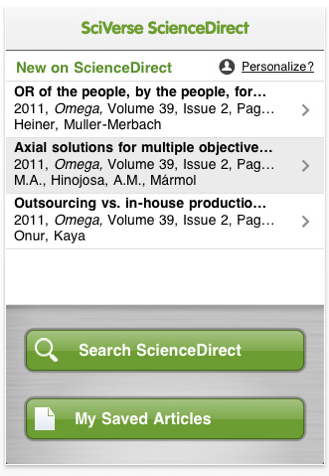 SciVerse ScienceDirect
New on ScienceDirect Personalize?
OR of the people, by the people, for...
2011, Omega, Volume 39, Issue 2, Pag...
Heiner, Muller-Merbach
Axial solutions for multiple objective...
2011, Omega, Volume 39, Issue 2, Pag...
M.A., Hinojosa, A.M., Mármol
Outsourcing vs. in-house productio...
2011, Omega, Volume 39, Issue 2, Pag...
Onur, Kaya
Search ScienceDirect
My Saved Articles